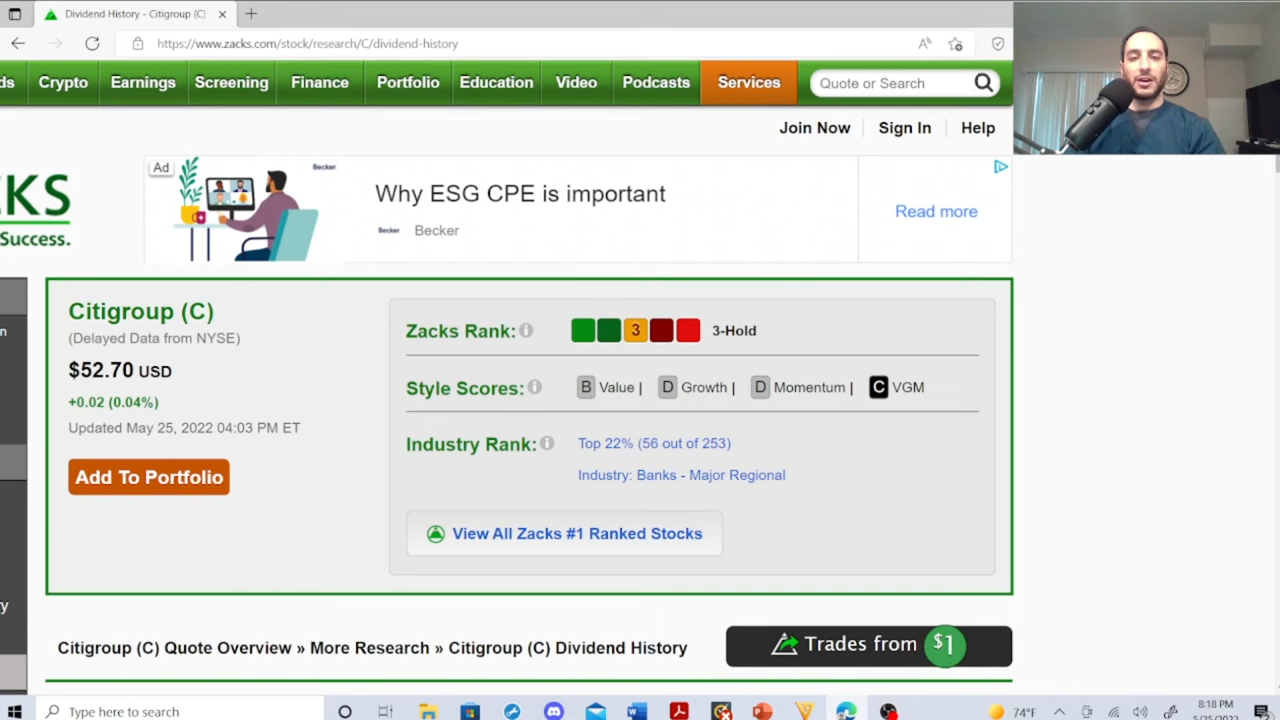 Dividend History - Citigroup (C)
https://www.zacks.com/stock/research/C/dividend-history
ds Crypto Earnings Screening Finance Portfolio Education Video Podcasts Services Quote or Search
Join Now Sign In Help
KS
Success.
Ad
Becker.
Why ESG CPE is important
Becker Becker
Read more
Citigroup (C)
(Delayed Data from NYSE)
$52.70 USD
+0.02 (0.04%)
Updated May 25, 2022 04:03 PM ET
Add To Portfolio
Zacks Rank: 3 3-Hold
Style Scores: B Value | D Growth | D Momentum | C VGM
Industry Rank: Top 22% (56 out of 253)
Industry: Banks - Major Regional
View All Zacks #1 Ranked Stocks
n
ry
Citigroup (C) Quote Overview » More Research » Citigroup (C) Dividend History
Trades from $1
Type here to search
74°F
8:18 PM